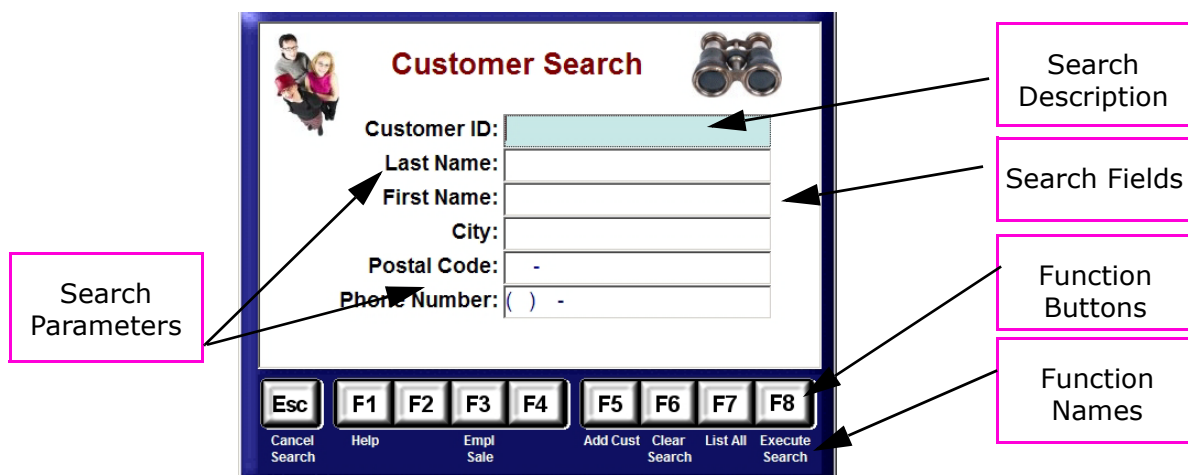 Customer Search
Search
Description
Customer ID:
Last Name:
Search Fields
First Name:
City:
Postal Code: -
Function
Buttons
Search
Parameters
Phone Number: ( ) -
Function
Names
Esc F1 F2 F3 F4 F5 F6 F7 F8
Cancel Help Empl Add Cust Clear List All Execute
Search Sale Search Search